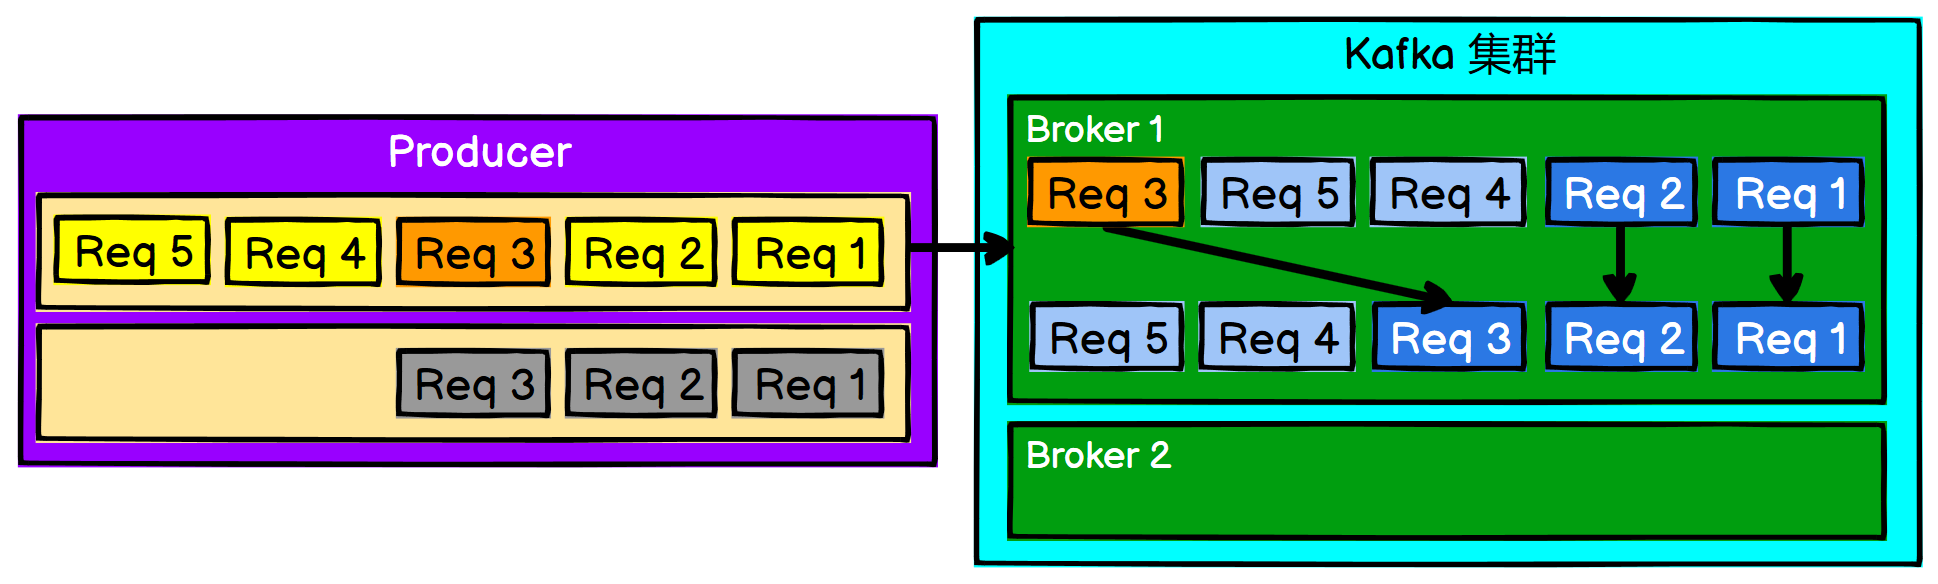 Producer
Req 5 Req 4 Req 3 Req 2 Req 1
Req 3 Req 2 Req 1
Kafka 集群
Broker 1
Req 3 Req 5 Req 4 Req 2 Req 1
Req 5 Req 4 Req 3 Req 2 Req 1
Broker 2